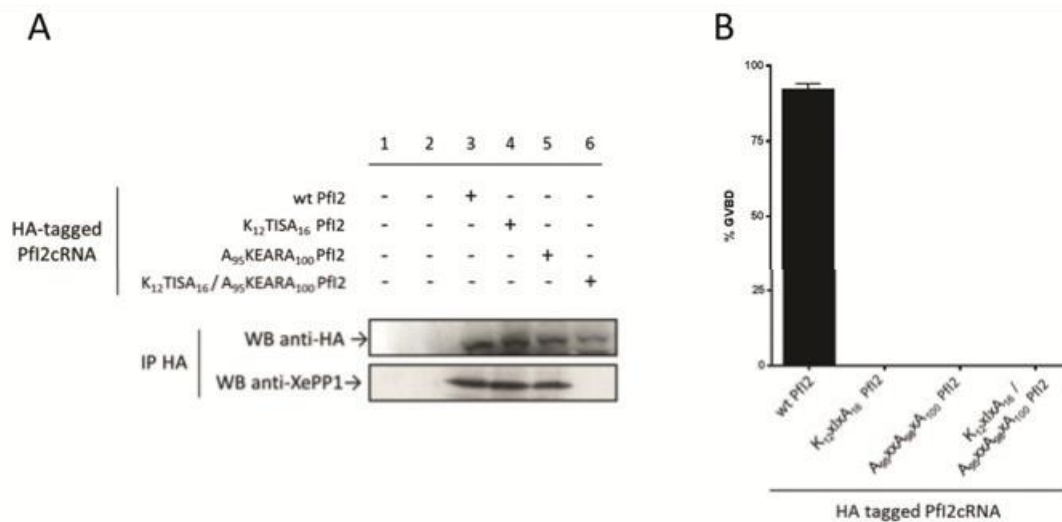 A
1 2 3 4 5 6
HA-tagged
PfI2cRNA
wt PfI2 - - + - - -
K₁₂TISA₁₆ PfI2 - - - + - -
A₉₅KEARA₁₀₀ PfI2 - - - - + -
K₁₂TISA₁₆ / A₉₅KEARA₁₀₀ PfI2 - - - - - +
IP HA
WB anti-HA →
WB anti-XePP1 →
B
% GVBD
100
75
50
25
0
wt PfI2
K₁₂xIxA₁₆ PfI2
A₉₅xxA₉₈xA₁₀₀ PfI2
K₁₂xIxA₁₆ /
A₉₅xxA₉₈xA₁₀₀ PfI2
HA tagged PfI2cRNA